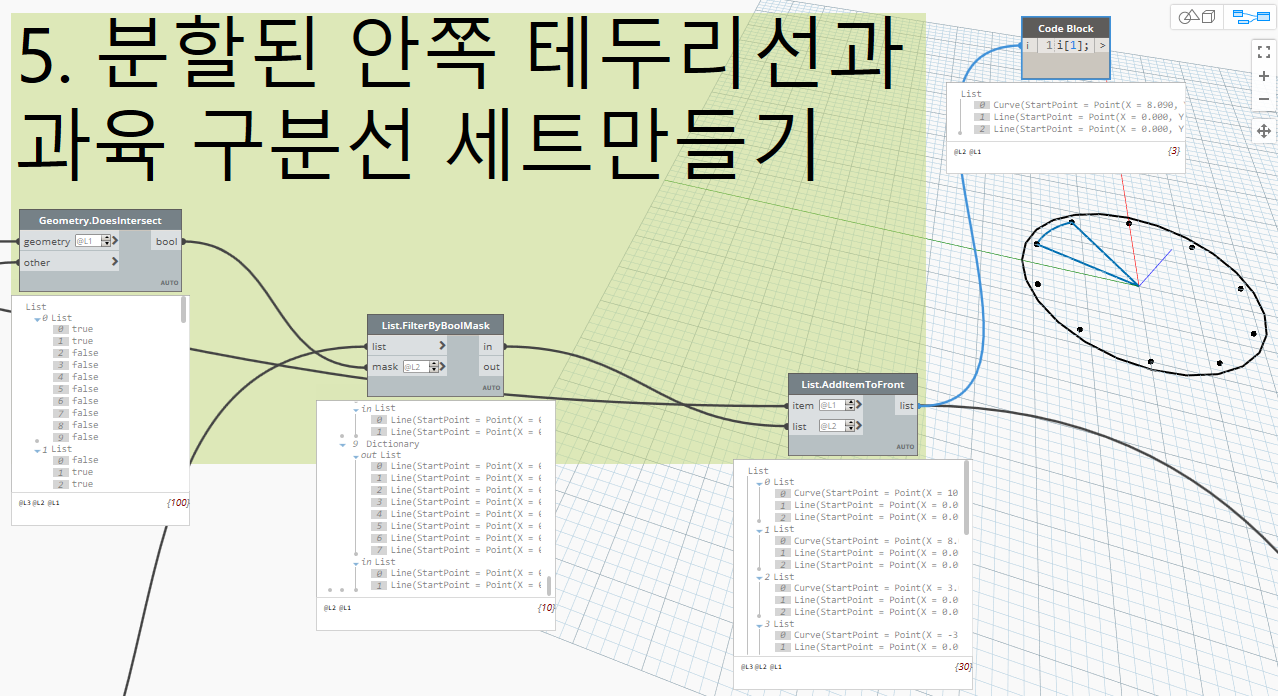 5. 분할된 안쪽 테두리선과
과육 구분선 세트만들기
Code Block
i 1 i[1]; >
List
0 Curve(StartPoint = Point(X = 8.090,
1 Line(StartPoint = Point(X = 0.000, Y
2 Line(StartPoint = Point(X = 0.000, Y
@L2 @L1 {3}
Geometry.DoesIntersect
geometry @L1 > bool
other >
AUTO
List
0 List
0 true
1 true
2 false
3 false
4 false
5 false
6 false
7 false
8 false
9 false
1 List
0 false
1 true
2 true
@L3 @L2 @L1 {100}
List.FilterByBoolMask
list > in
mask @L2 > out
AUTO
in List
0 Line(StartPoint = Point(X = 0
1 Line(StartPoint = Point(X = 0
9 Dictionary
out List
0 Line(StartPoint = Point(X = 0
1 Line(StartPoint = Point(X = 0
2 Line(StartPoint = Point(X = 0
3 Line(StartPoint = Point(X = 0
4 Line(StartPoint = Point(X = 0
5 Line(StartPoint = Point(X = 0
6 Line(StartPoint = Point(X = 0
7 Line(StartPoint = Point(X = 0
in List
0 Line(StartPoint = Point(X = 0
1 Line(StartPoint = Point(X = 0
@L2 @L1 {10}
List.AddItemToFront
item @L1 > list
list @L2 >
AUTO
List
0 List
0 Curve(StartPoint = Point(X = 10
1 Line(StartPoint = Point(X = 0.0
2 Line(StartPoint = Point(X = 0.0
1 List
0 Curve(StartPoint = Point(X = 8.
1 Line(StartPoint = Point(X = 0.0
2 Line(StartPoint = Point(X = 0.0
2 List
0 Curve(StartPoint = Point(X = 3.
1 Line(StartPoint = Point(X = 0.0
2 Line(StartPoint = Point(X = 0.0
3 List
0 Curve(StartPoint = Point(X = -3
1 Line(StartPoint = Point(X = 0.0
@L3 @L2 @L1 {30}